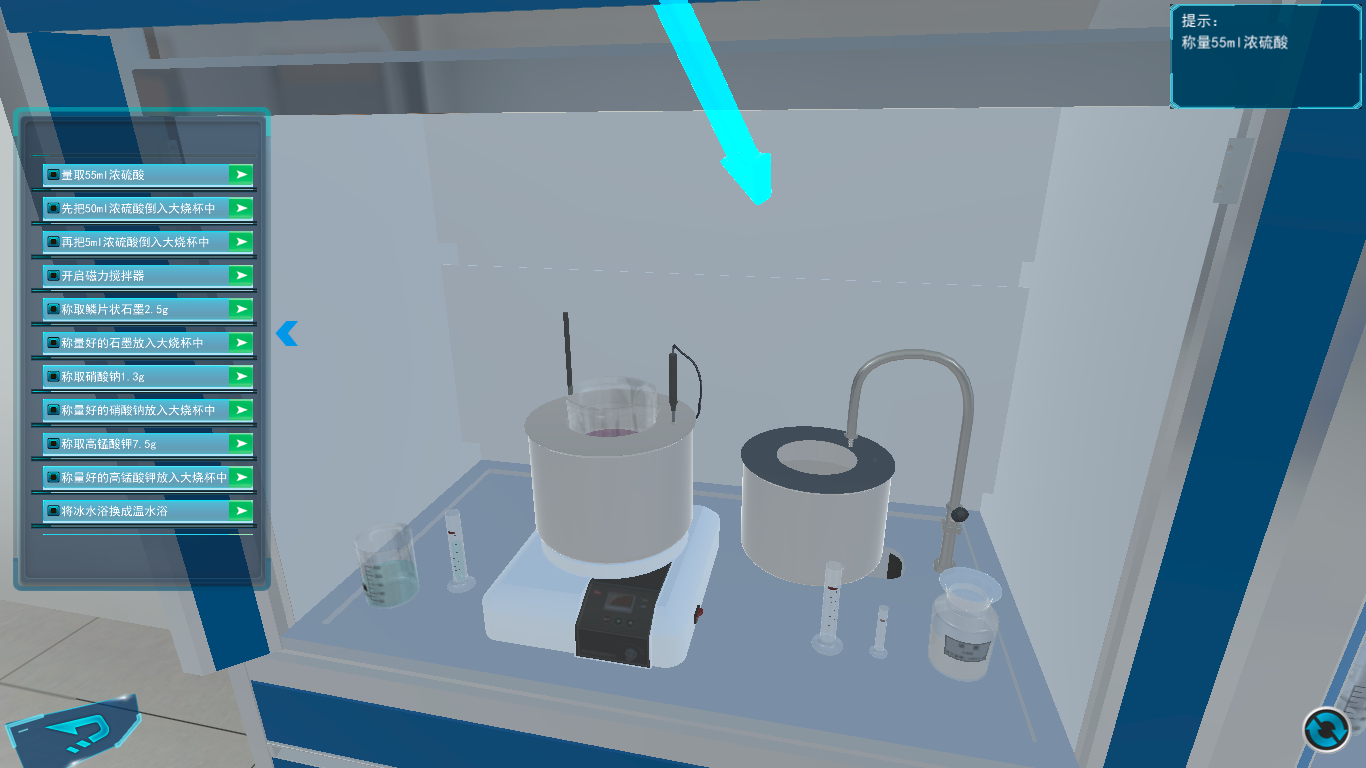 提示：
称量55ml浓硫酸
量取55ml浓硫酸
先把50ml浓硫酸倒入大烧杯中
再把5ml浓硫酸倒入大烧杯中
开启磁力搅拌器
称取鳞片状石墨2.5g
称量好的石墨放入大烧杯中
称取硝酸钠1.3g
称量好的硝酸钠放入大烧杯中
称取高锰酸钾7.5g
称量好的高锰酸钾放入大烧杯中
将冰水浴换成温水浴